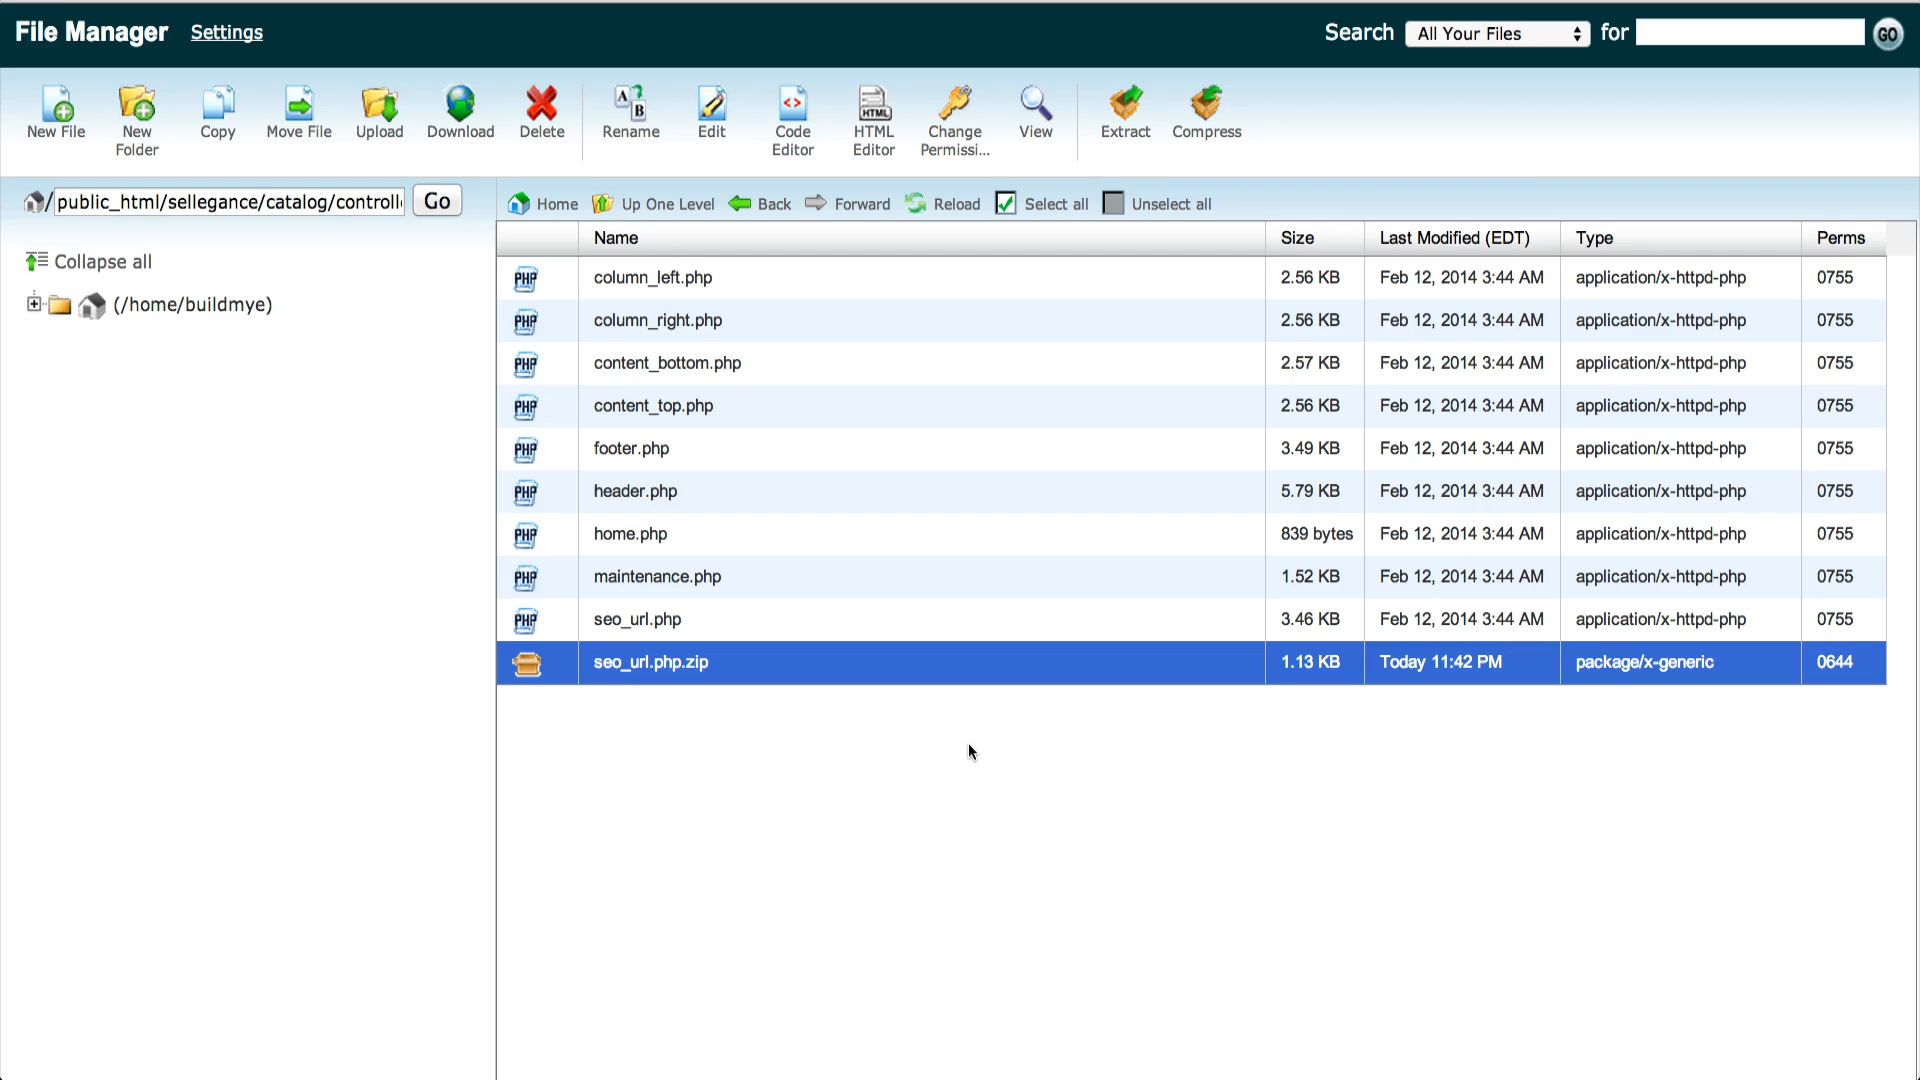 File Manager Settings Search All Your Files for GO
New File New Folder Copy Move File Upload Download Delete Rename Edit Code Editor HTML Editor Change Permissi... View Extract Compress
/ public_html/sellegance/catalog/controll Go
Home Up One Level Back Forward Reload Select all Unselect all
Collapse all
(/home/buildmye)
Name Size Last Modified (EDT) Type Perms
PHP column_left.php 2.56 KB Feb 12, 2014 3:44 AM application/x-httpd-php 0755
PHP column_right.php 2.56 KB Feb 12, 2014 3:44 AM application/x-httpd-php 0755
PHP content_bottom.php 2.57 KB Feb 12, 2014 3:44 AM application/x-httpd-php 0755
PHP content_top.php 2.56 KB Feb 12, 2014 3:44 AM application/x-httpd-php 0755
PHP footer.php 3.49 KB Feb 12, 2014 3:44 AM application/x-httpd-php 0755
PHP header.php 5.79 KB Feb 12, 2014 3:44 AM application/x-httpd-php 0755
PHP home.php 839 bytes Feb 12, 2014 3:44 AM application/x-httpd-php 0755
PHP maintenance.php 1.52 KB Feb 12, 2014 3:44 AM application/x-httpd-php 0755
PHP seo_url.php 3.46 KB Feb 12, 2014 3:44 AM application/x-httpd-php 0755
seo_url.php.zip 1.13 KB Today 11:42 PM package/x-generic 0644